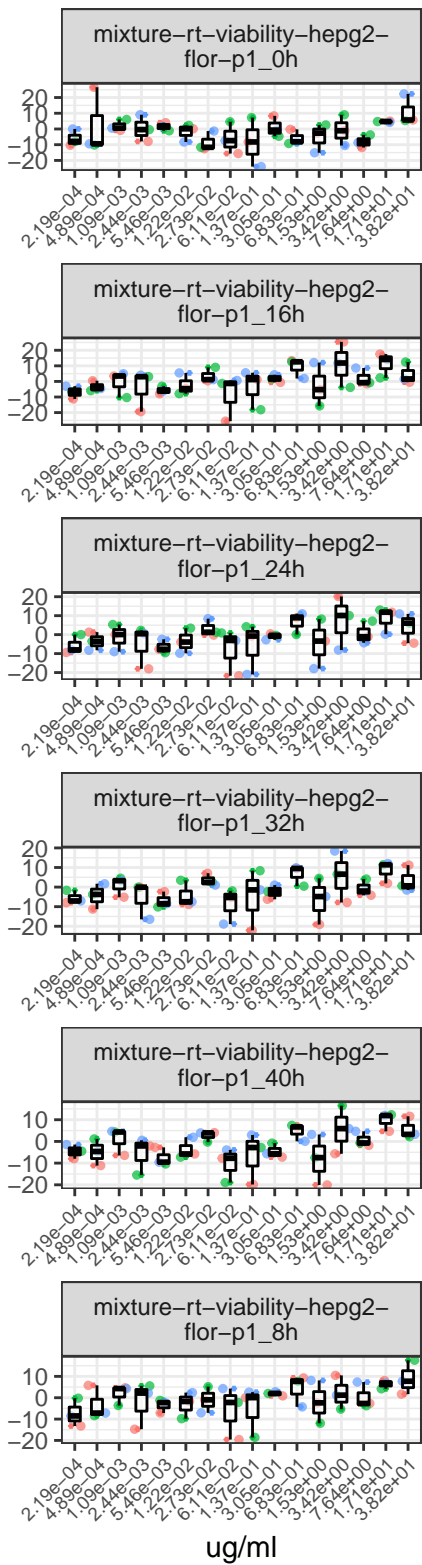 mixture−rt−viability−hepg2−
flor−p1_0h
20
10
0
−10
−20
2.19e−04
4.89e−04
1.09e−03
2.44e−03
5.46e−03
1.22e−02
2.73e−02
6.11e−02
1.37e−01
3.05e−01
6.83e−01
1.53e+00
3.42e+00
7.64e+00
1.71e+01
3.82e+01
mixture−rt−viability−hepg2−
flor−p1_16h
20
10
0
−10
−20
2.19e−04
4.89e−04
1.09e−03
2.44e−03
5.46e−03
1.22e−02
2.73e−02
6.11e−02
1.37e−01
3.05e−01
6.83e−01
1.53e+00
3.42e+00
7.64e+00
1.71e+01
3.82e+01
mixture−rt−viability−hepg2−
flor−p1_24h
20
10
0
−10
−20
2.19e−04
4.89e−04
1.09e−03
2.44e−03
5.46e−03
1.22e−02
2.73e−02
6.11e−02
1.37e−01
3.05e−01
6.83e−01
1.53e+00
3.42e+00
7.64e+00
1.71e+01
3.82e+01
mixture−rt−viability−hepg2−
flor−p1_32h
20
10
0
−10
−20
2.19e−04
4.89e−04
1.09e−03
2.44e−03
5.46e−03
1.22e−02
2.73e−02
6.11e−02
1.37e−01
3.05e−01
6.83e−01
1.53e+00
3.42e+00
7.64e+00
1.71e+01
3.82e+01
mixture−rt−viability−hepg2−
flor−p1_40h
10
0
−10
−20
2.19e−04
4.89e−04
1.09e−03
2.44e−03
5.46e−03
1.22e−02
2.73e−02
6.11e−02
1.37e−01
3.05e−01
6.83e−01
1.53e+00
3.42e+00
7.64e+00
1.71e+01
3.82e+01
mixture−rt−viability−hepg2−
flor−p1_8h
10
0
−10
−20
2.19e−04
4.89e−04
1.09e−03
2.44e−03
5.46e−03
1.22e−02
2.73e−02
6.11e−02
1.37e−01
3.05e−01
6.83e−01
1.53e+00
3.42e+00
7.64e+00
1.71e+01
3.82e+01
ug/ml